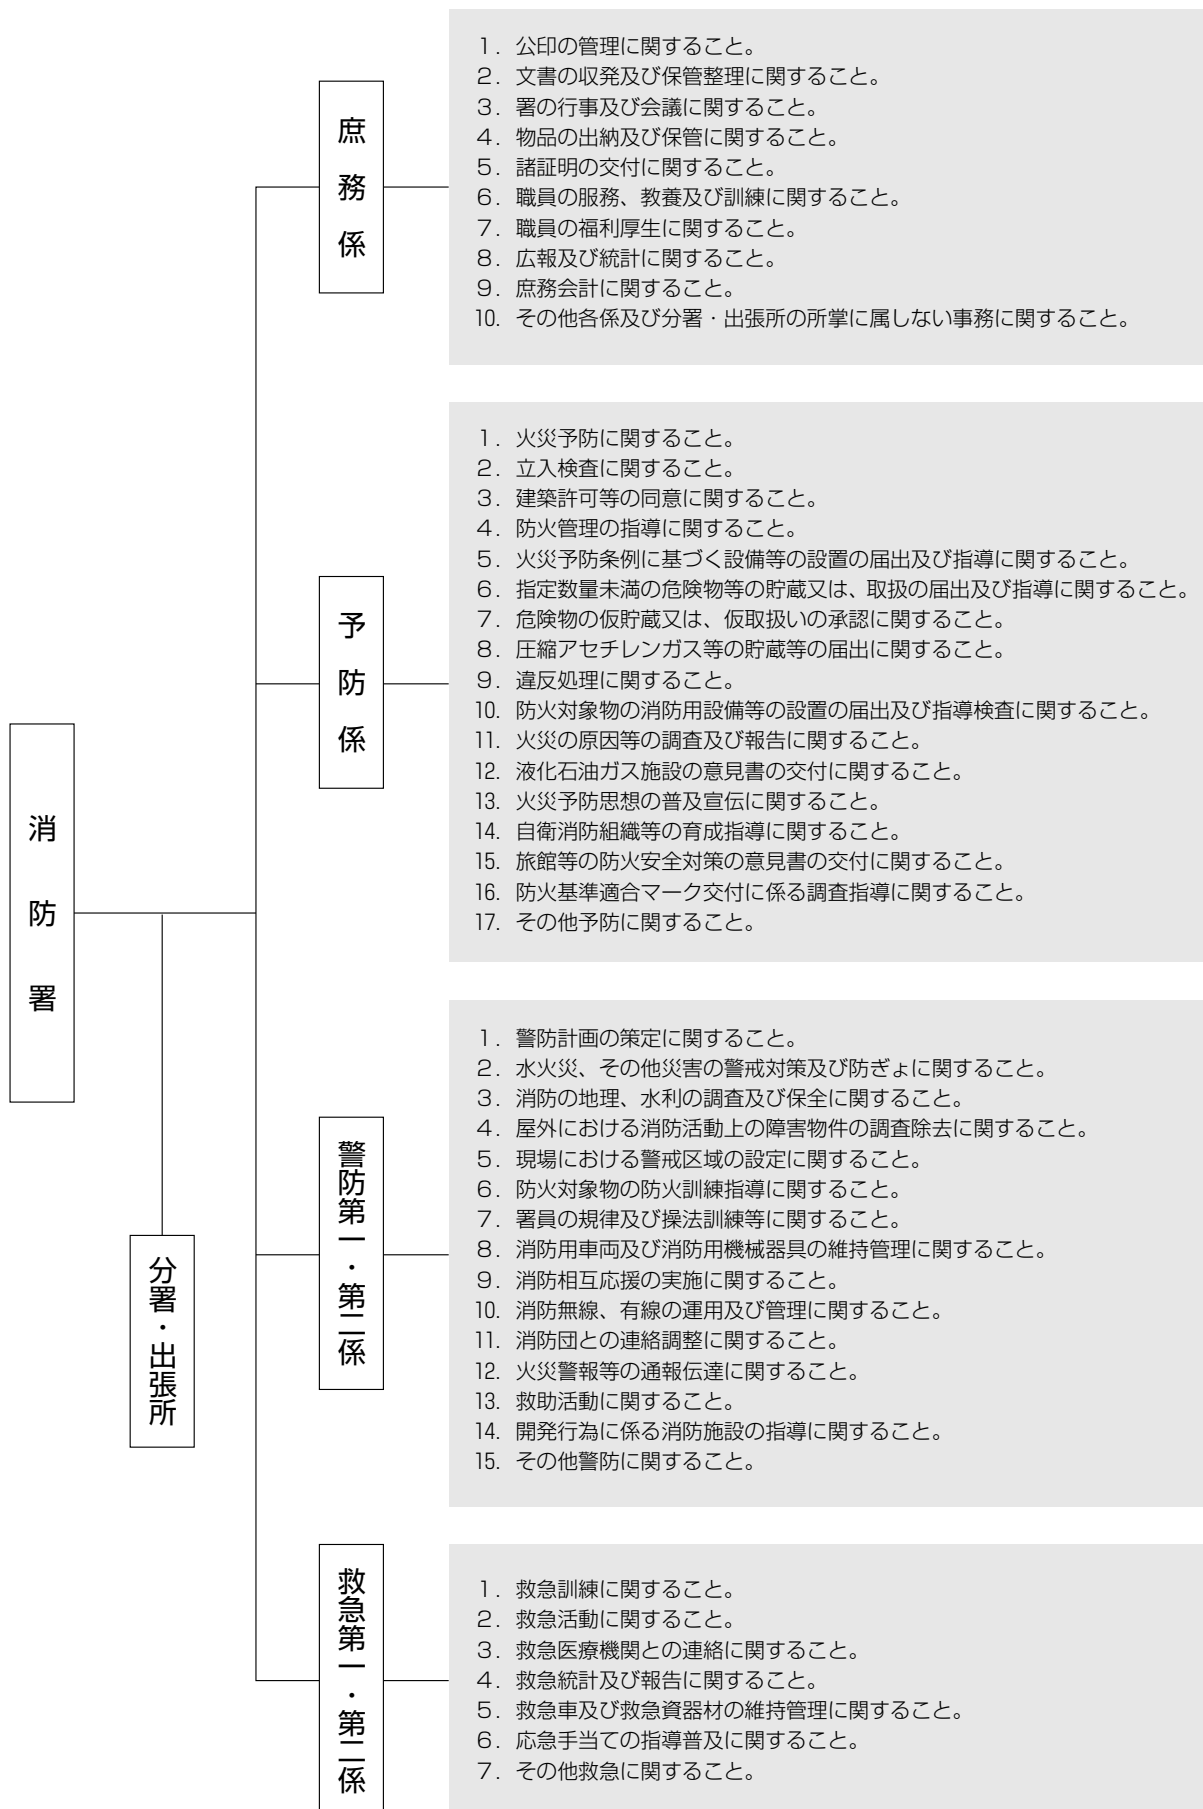 消防署
分署・出張所
庶務係
１．公印の管理に関すること。
２．文書の収発及び保管整理に関すること。
３．署の行事及び会議に関すること。
４．物品の出納及び保管に関すること。
５．諸証明の交付に関すること。
６．職員の服務、教養及び訓練に関すること。
７．職員の福利厚生に関すること。
８．広報及び統計に関すること。
９．庶務会計に関すること。
10．その他各係及び分署・出張所の所掌に属しない事務に関すること。
予防係
１．火災予防に関すること。
２．立入検査に関すること。
３．建築許可等の同意に関すること。
４．防火管理の指導に関すること。
５．火災予防条例に基づく設備等の設置の届出及び指導に関すること。
６．指定数量未満の危険物等の貯蔵又は、取扱の届出及び指導に関すること。
７．危険物の仮貯蔵又は、仮取扱いの承認に関すること。
８．圧縮アセチレンガス等の貯蔵等の届出に関すること。
９．違反処理に関すること。
10．防火対象物の消防用設備等の設置の届出及び指導検査に関すること。
11．火災の原因等の調査及び報告に関すること。
12．液化石油ガス施設の意見書の交付に関すること。
13．火災予防思想の普及宣伝に関すること。
14．自衛消防組織等の育成指導に関すること。
15．旅館等の防火安全対策の意見書の交付に関すること。
16．防火基準適合マーク交付に係る調査指導に関すること。
17．その他予防に関すること。
警防第一・第二係
１．警防計画の策定に関すること。
２．水火災、その他災害の警戒対策及び防ぎょに関すること。
３．消防の地理、水利の調査及び保全に関すること。
４．屋外における消防活動上の障害物件の調査除去に関すること。
５．現場における警戒区域の設定に関すること。
６．防火対象物の防火訓練指導に関すること。
７．署員の規律及び操法訓練等に関すること。
８．消防用車両及び消防用機械器具の維持管理に関すること。
９．消防相互応援の実施に関すること。
10．消防無線、有線の運用及び管理に関すること。
11．消防団との連絡調整に関すること。
12．火災警報等の通報伝達に関すること。
13．救助活動に関すること。
14．開発行為に係る消防施設の指導に関すること。
15．その他警防に関すること。
救急第一・第二係
１．救急訓練に関すること。
２．救急活動に関すること。
３．救急医療機関との連絡に関すること。
４．救急統計及び報告に関すること。
５．救急車及び救急資器材の維持管理に関すること。
６．応急手当ての指導普及に関すること。
７．その他救急に関すること。